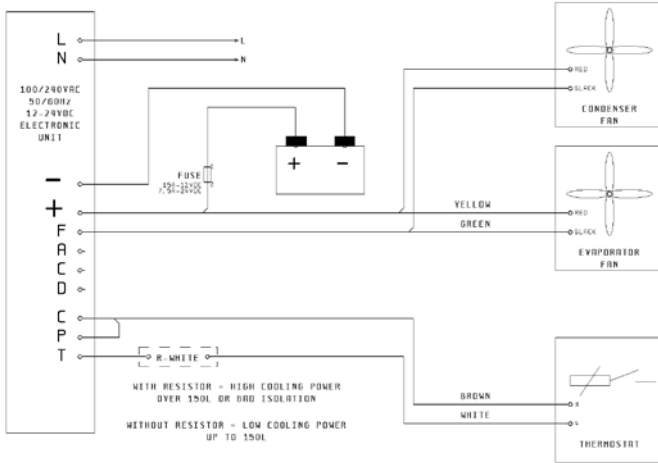 L
L
N
N
100/240VAC
50/60Hz
12-24VDC
ELECTRONIC
UNIT
RED
BLACK
CONDENSER
FAN
+
-
FUSE
15A-12VDC
7,5A-24VDC
-
+
YELLOW
RED
F
GREEN
BLACK
EVAPORATOR
FAN
A
C
D
C
P
T
R-WHITE
WITH RESISTOR = HIGH COOLING POWER
OVER 150L OR BAD ISOLATION
WITHOUT RESISTOR = LOW COOLING POWER
UP TO 150L
BROWN
WHITE
3
4
THERMOSTAT